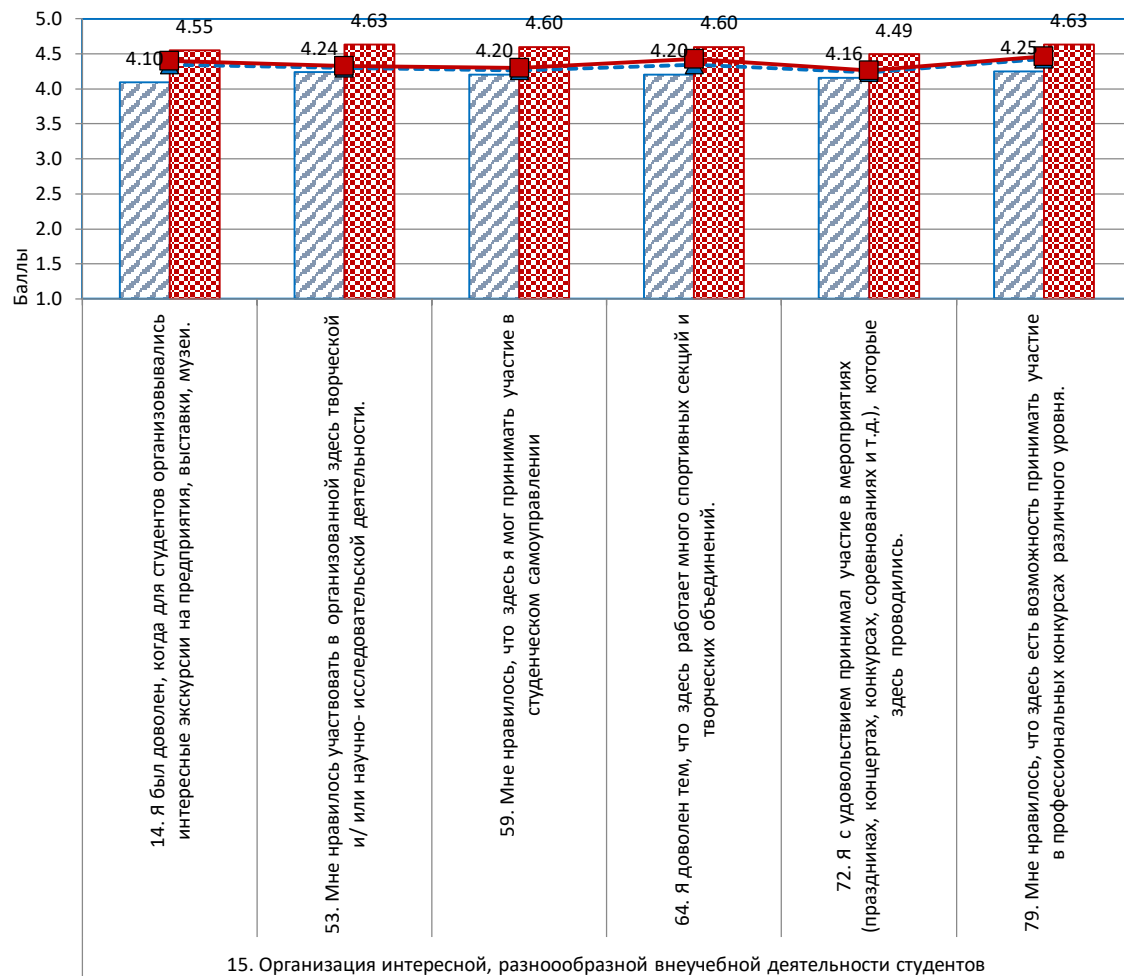 5.0
4.5
4.0
3.5
3.0
2.5
2.0
1.5
1.0
Баллы
4.10
4.55
4.24
4.63
4.20
4.60
4.20
4.60
4.16
4.49
4.25
4.63
14. Я был доволен, когда для студентов организовывались
интересные экскурсии на предприятия, выставки, музеи.
53. Мне нравилось участвовать в организованной здесь творческой
и/ или научно- исследовательской деятельности.
59. Мне нравилось, что здесь я мог принимать участие в
студенческом самоуправлении
64. Я доволен тем, что здесь работает много спортивных секций и
творческих объединений.
72. Я с удовольствием принимал участие в мероприятиях
(праздниках, концертах, конкурсах, соревнованиях и т.д.), которые
здесь проводились.
79. Мне нравилось, что здесь есть возможность принимать участие
в профессиональных конкурсах различного уровня.
15. Организация интересной, разноообразной внеучебной деятельности студентов